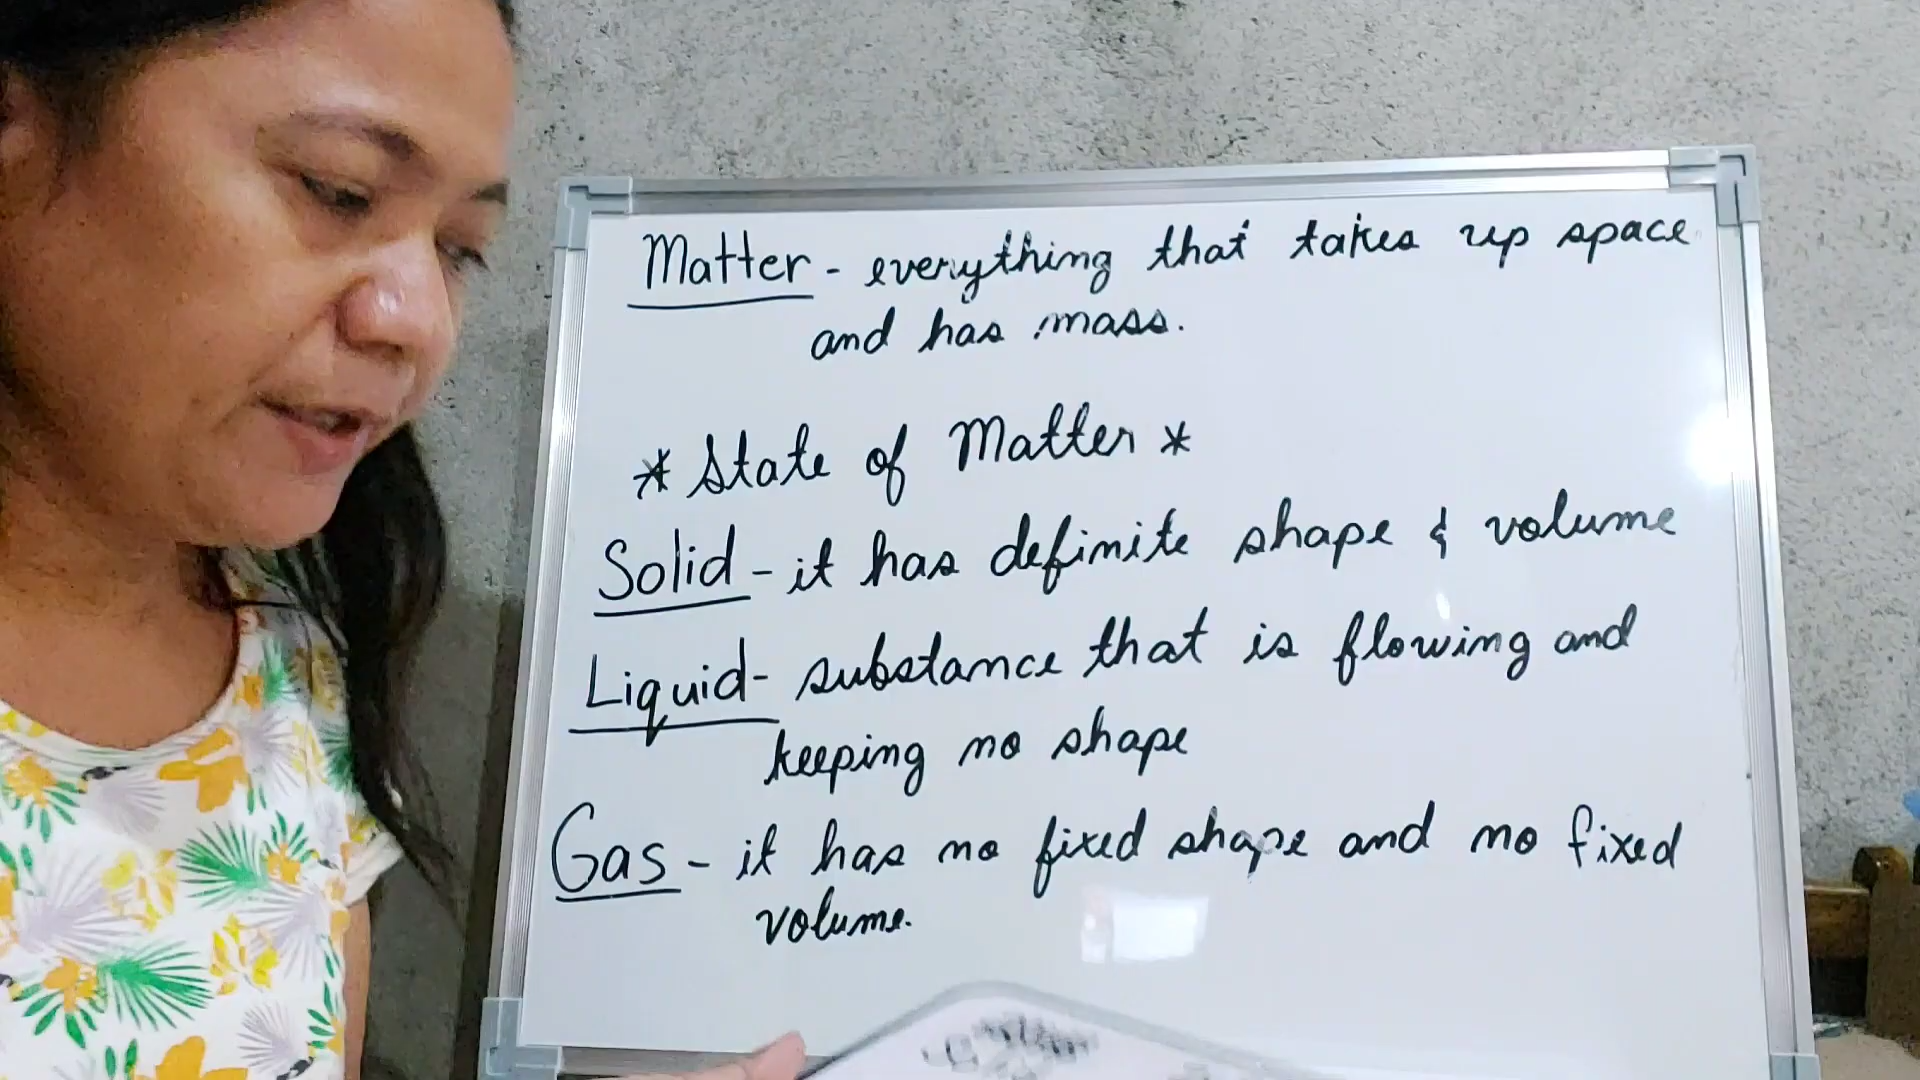 Matter - everything that takes up space
and has mass.
* State of Matter *
Solid - it has definite shape & volume
Liquid - substance that is flowing and
keeping no shape
Gas - it has no fixed shape and no fixed
volume.